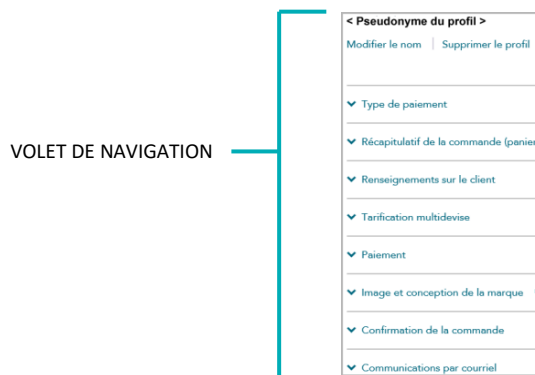 < Pseudonyme du profil >
Modifier le nom | Supprimer le profil
Type de paiement
VOLET DE NAVIGATION
Récapitulatif de la commande (panier
Renseignements sur le client
Tarification multidevise
Paiement
Image et conception de la marque
Confirmation de la commande
Communications par courriel